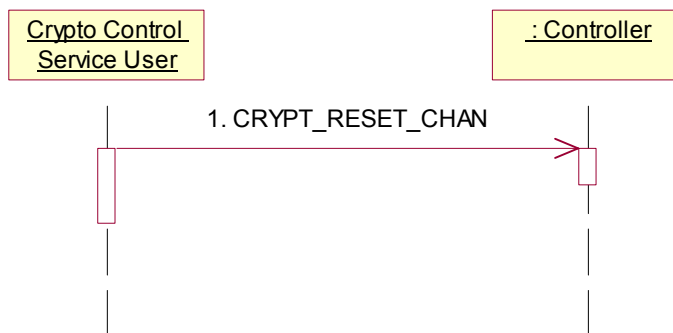 Crypto Control
Service User
: Controller
1. CRYPT_RESET_CHAN